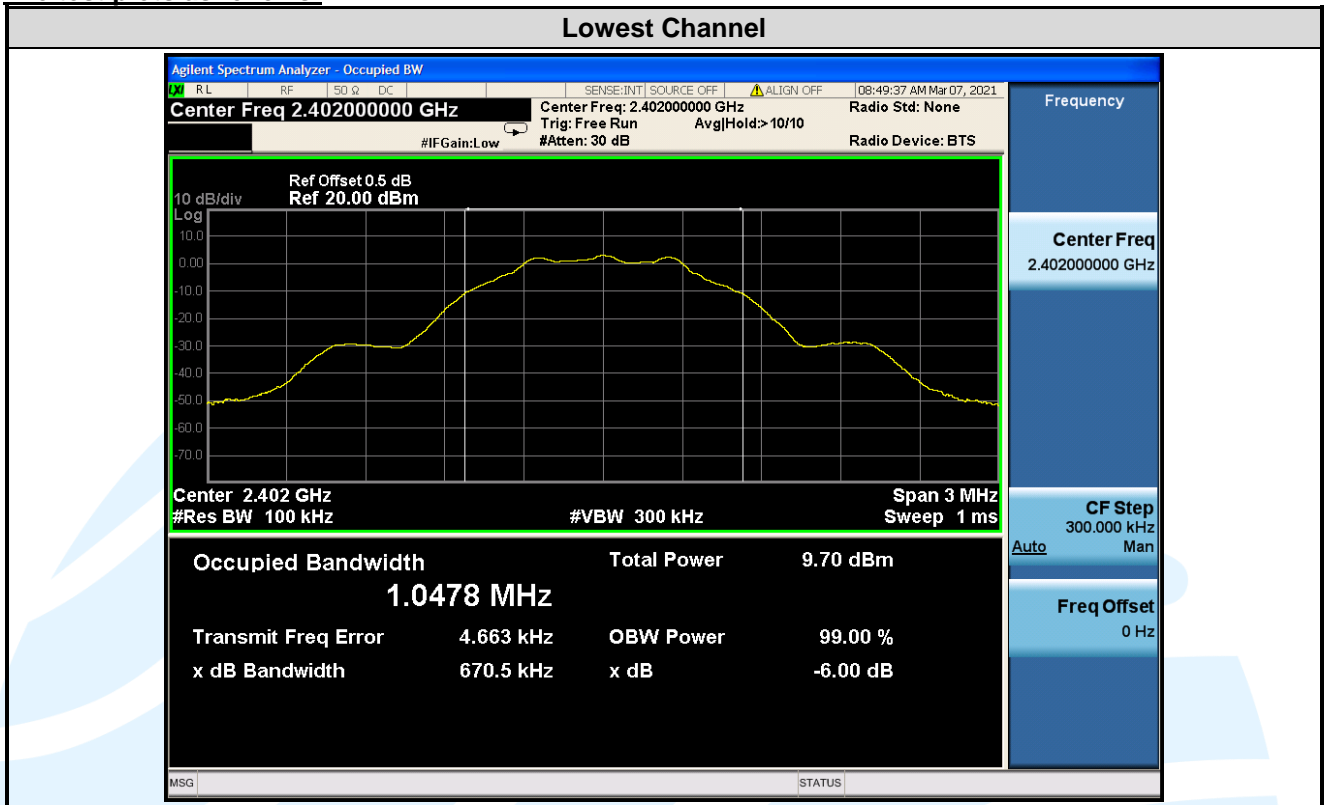 Lowest Channel
Agilent Spectrum Analyzer - Occupied BW
LXI RL RF 50 Ω DC SENSE:INT SOURCE OFF ALIGN OFF 08:49:37 AM Mar 07, 2021
Center Freq 2.402000000 GHz
Center Freq: 2.402000000 GHz
Radio Std: None
Trig: Free Run Avg|Hold:>10/10
#IFGain:Low
#Atten: 30 dB
Radio Device: BTS
Frequency
Ref Offset 0.5 dB
10 dB/div Ref 20.00 dBm
Log
10.0
0.00
-10.0
-20.0
-30.0
-40.0
-50.0
-60.0
-70.0
Center 2.402 GHz Span 3 MHz
#Res BW 100 kHz #VBW 300 kHz Sweep 1 ms
Occupied Bandwidth Total Power 9.70 dBm
1.0478 MHz
Transmit Freq Error 4.663 kHz OBW Power 99.00 %
x dB Bandwidth 670.5 kHz x dB -6.00 dB
Center Freq
2.402000000 GHz
CF Step
300.000 kHz
Auto Man
Freq Offset
0 Hz
MSG STATUS